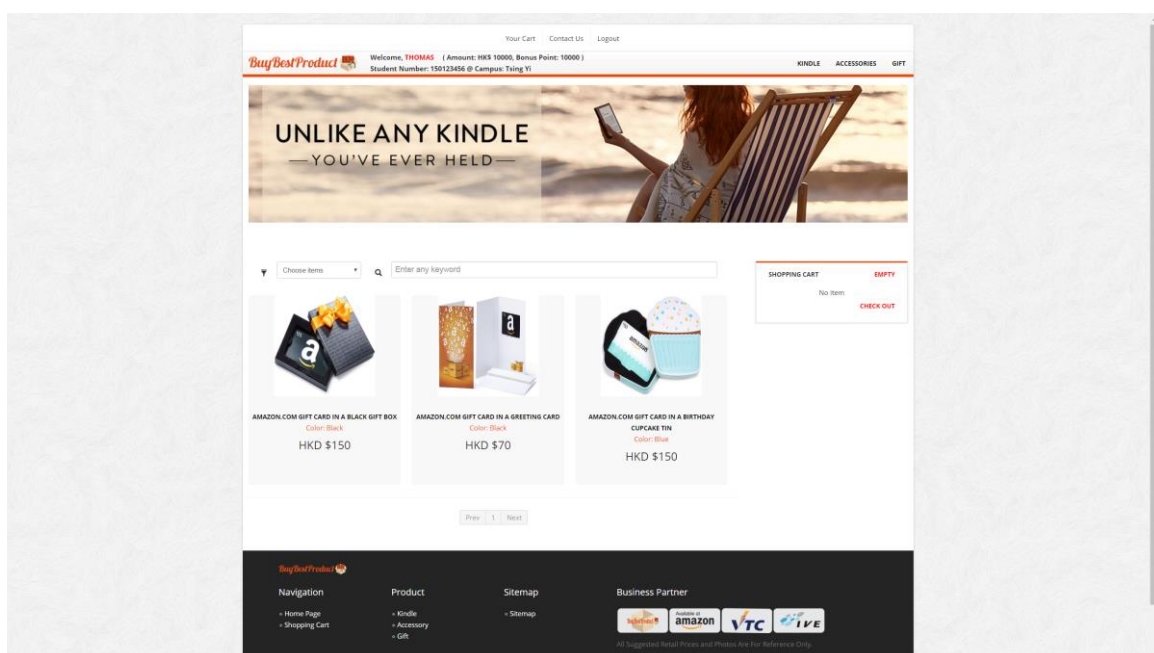 Your Cart Contact Us Logout
BuyBestProduct
Welcome, THOMAS ( Amount: HK$ 10000, Bonus Point: 10000 )
Student Number: 150123456 @ Campus: Tsing Yi
KINDLE ACCESSORIES GIFT
UNLIKE ANY KINDLE
—YOU'VE EVER HELD—
Choose items
Enter any keyword
SHOPPING CART EMPTY
No Item
CHECK OUT
a
a
amazon
AMAZON.COM GIFT CARD IN A BLACK GIFT BOX
Color: Black
HKD $150
AMAZON.COM GIFT CARD IN A GREETING CARD
Color: Black
HKD $70
AMAZON.COM GIFT CARD IN A BIRTHDAY
CUPCAKE TIN
Color: Blue
HKD $150
Prev 1 Next
BuyBestProduct
Navigation
» Home Page
» Shopping Cart
Product
» Kindle
» Accessory
» Gift
Sitemap
» Sitemap
Business Partner
BuyBestProduct
Available at
amazon
VTC
IVE
All Suggested Retail Prices and Photos Are For Reference Only.